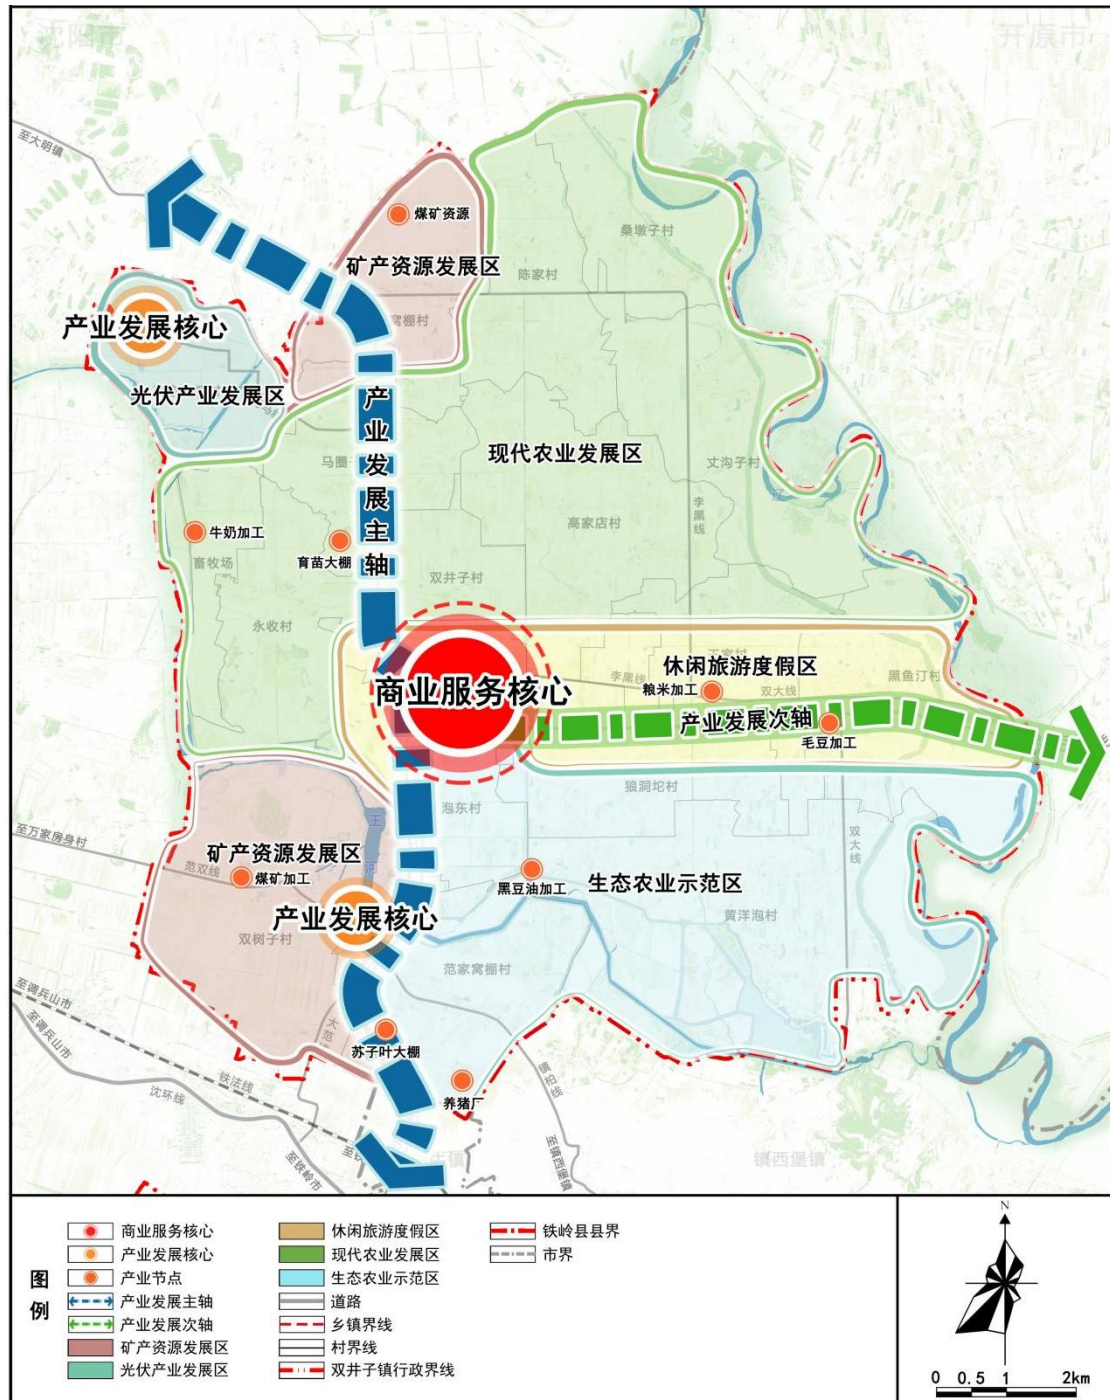 沈阳市
开原市
至大明镇
煤矿资源
桑墩子村
矿产资源发展区
陈家村
窝棚村
产业发展核心
光伏产业发展区
产业发展主轴
现代农业发展区
马圈
丈沟子村
李黑线
辽
牛奶加工
高家店村
畜牧场
育苗大棚
双井子村
永收村
休闲旅游度假区
李黑线
粮米加工
双大线
黑鱼汀村
商业服务核心
产业发展次轴
毛豆加工
狼洞坨村
泡东村
王河
至万家房身村
矿产资源发展区
范双线
煤矿加工
双大线
黑豆油加工
生态农业示范区
产业发展核心
黄洋泡村
双树子村
范家窝棚村
至调兵山市
至调兵山市
大范
苏子叶大棚
铁法线
沈环线
养猪厂
镇柏线
至铁岭市
至镇西堡镇
镇西堡镇
图例
商业服务核心
产业发展核心
产业节点
产业发展主轴
产业发展次轴
矿产资源发展区
光伏产业发展区
休闲旅游度假区
现代农业发展区
生态农业示范区
道路
乡镇界线
村界线
双井子镇行政界线
铁岭县县界
市界
N
0 0.5 1 2km